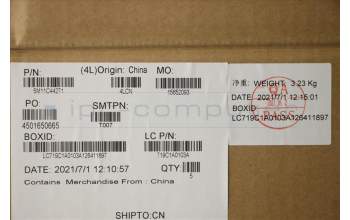 P/N:
(4L)Origin: China
MO:
5M11C44271
4LCN
PO:
SMTPN:
4501650665
T007
BOXID:
LC P/N:
LC719C1A0103A126411897
719C1A0103A
DATE: 2021/7/1 12:10:57
QTY:
5
Contains Merchandise From : China
SHIPTO:CN
净重: WEIGHT: 3.23 Kg
DATE: 2021/7/1 12:15:01
BOXID
LC719C1A0103A126411897
QA
PASS